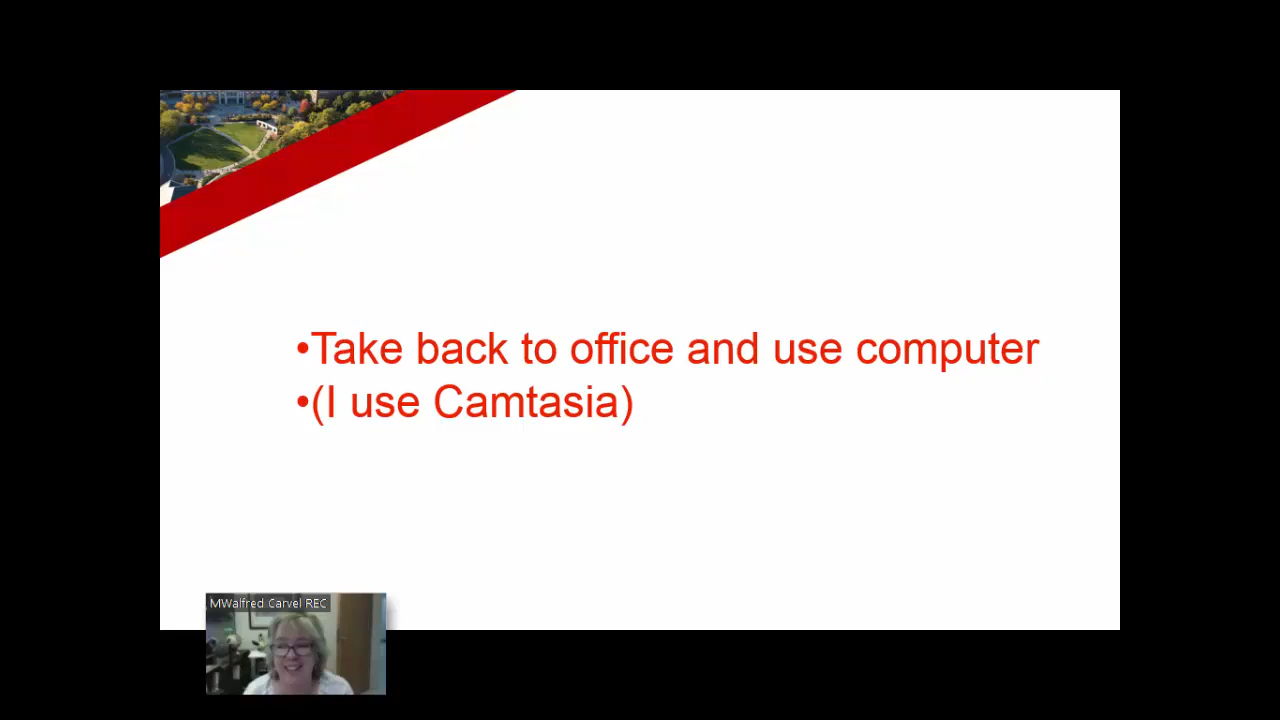 •Take back to office and use computer
•(I use Camtasia)
MWalfred Carvel REC